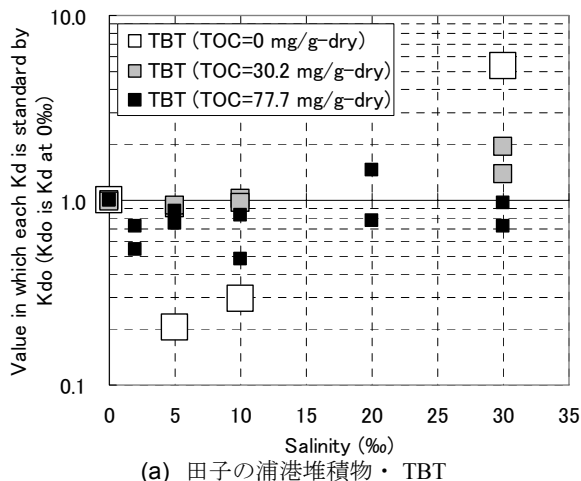 10.0
1.0
0.1
Value in which each Kd is standard by
Kdo (Kdo is Kd at 0‰)
TBT (TOC=0 mg/g-dry)
TBT (TOC=30.2 mg/g-dry)
TBT (TOC=77.7 mg/g-dry)
0 5 10 15 20 25 30 35
Salinity (‰)
(a) 田子の浦港堆積物・ TBT